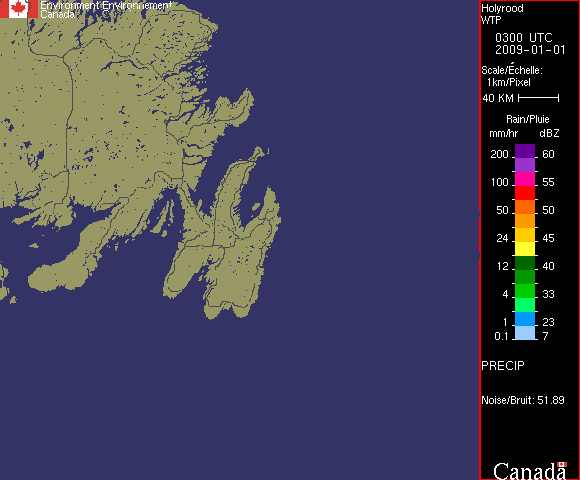 Environment Environnement
Canada Canada
Holyrood
WTP
0300 UTC
2009-01-01
Scale/Échelle:
1km/Pixel
40 KM
Rain/Pluie
mm/hr dBZ
200 60
100 55
50 50
24 45
12 40
4 33
1 23
0.1 7
PRECIP
Noise/Bruit: 51.89
Canada